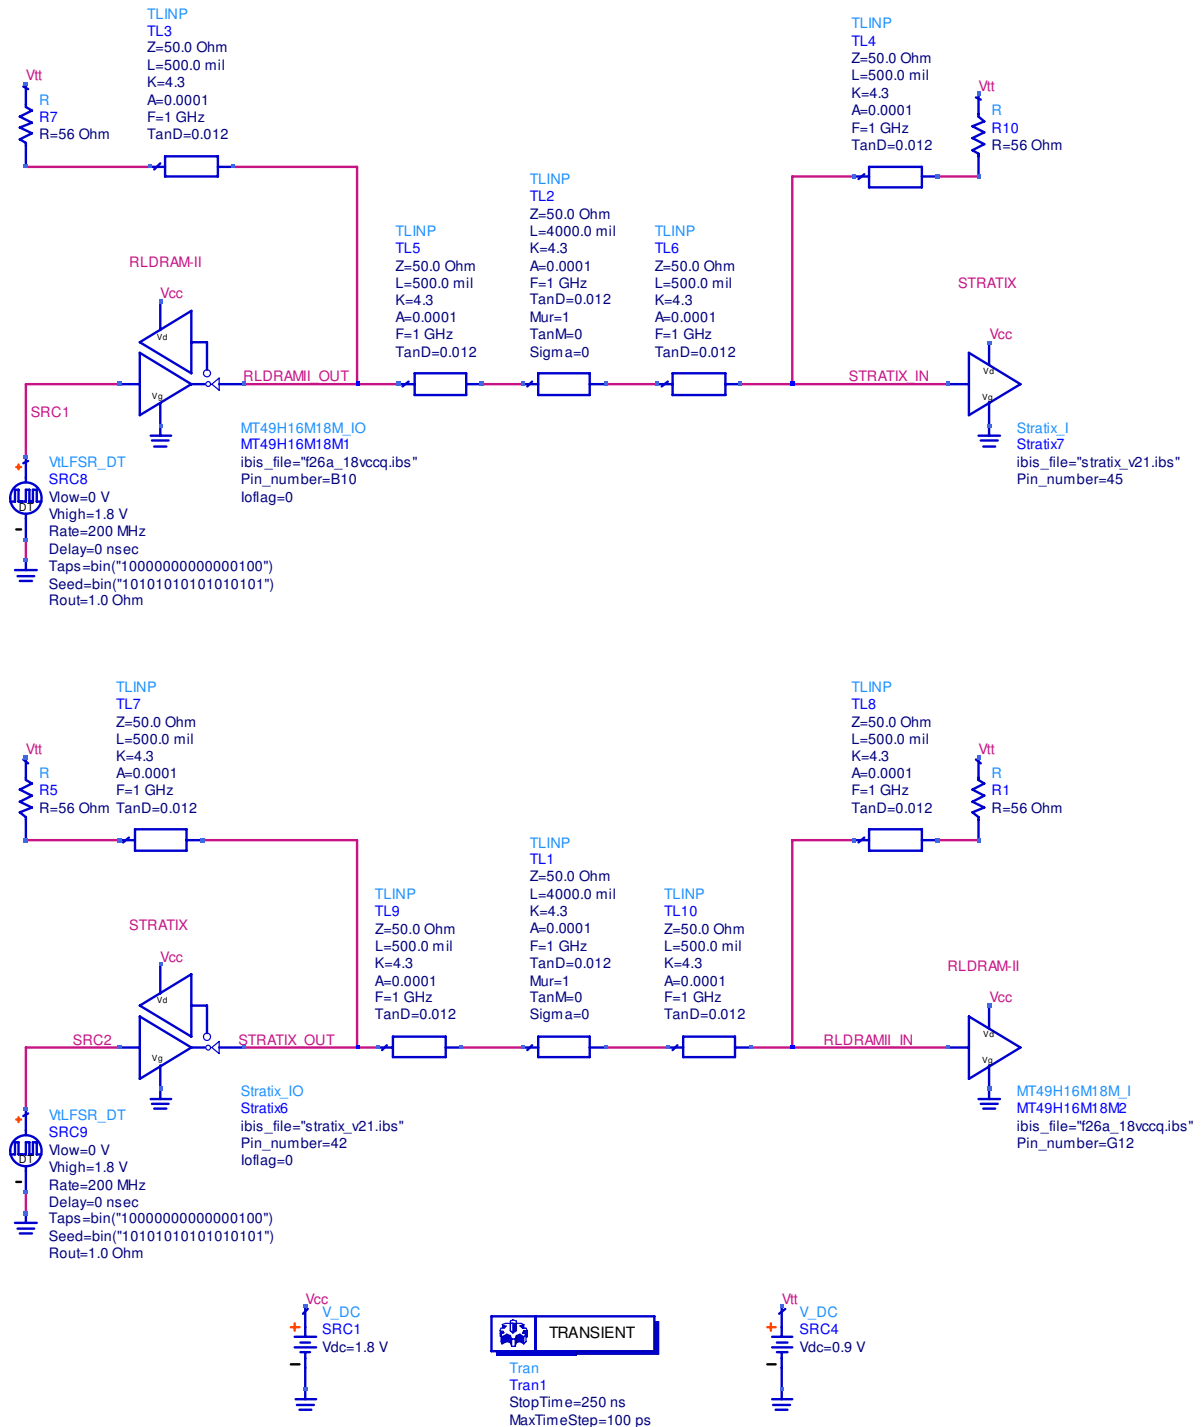 TLINP
TL3
Z=50.0 Ohm
L=500.0 mil
K=4.3
A=0.0001
F=1 GHz
TanD=0.012
Vtt
R
R7
R=56 Ohm
TLINP
TL4
Z=50.0 Ohm
L=500.0 mil
K=4.3
A=0.0001
F=1 GHz
TanD=0.012
Vtt
R
R10
R=56 Ohm
TLINP
TL5
Z=50.0 Ohm
L=500.0 mil
K=4.3
A=0.0001
F=1 GHz
TanD=0.012
TLINP
TL2
Z=50.0 Ohm
L=4000.0 mil
K=4.3
A=0.0001
F=1 GHz
TanD=0.012
Mur=1
TanM=0
Sigma=0
TLINP
TL6
Z=50.0 Ohm
L=500.0 mil
K=4.3
A=0.0001
F=1 GHz
TanD=0.012
RLDRAM-II
Vcc
Vd
Vg
RLDRAMII_OUT
STRATIX
Vcc
Vd
Vg
STRATIX_IN
SRC1
MT49H16M18M_IO
MT49H16M18M1
ibis_file="f26a_18vccq.ibs"
Pin_number=B10
Ioflag=0
Stratix_I
Stratix7
ibis_file="stratix_v21.ibs"
Pin_number=45
VtLFSR_DT
SRC8
Vlow=0 V
Vhigh=1.8 V
Rate=200 MHz
Delay=0 nsec
Taps=bin("10000000000000100")
Seed=bin("10101010101010101")
Rout=1.0 Ohm
DT
TLINP
TL7
Z=50.0 Ohm
L=500.0 mil
K=4.3
A=0.0001
F=1 GHz
TanD=0.012
Vtt
R
R5
R=56 Ohm
TLINP
TL8
Z=50.0 Ohm
L=500.0 mil
K=4.3
A=0.0001
F=1 GHz
TanD=0.012
Vtt
R
R1
R=56 Ohm
TLINP
TL9
Z=50.0 Ohm
L=500.0 mil
K=4.3
A=0.0001
F=1 GHz
TanD=0.012
TLINP
TL1
Z=50.0 Ohm
L=4000.0 mil
K=4.3
A=0.0001
F=1 GHz
TanD=0.012
Mur=1
TanM=0
Sigma=0
TLINP
TL10
Z=50.0 Ohm
L=500.0 mil
K=4.3
A=0.0001
F=1 GHz
TanD=0.012
STRATIX
Vcc
Vd
Vg
SRC2
STRATIX_OUT
RLDRAM-II
Vcc
Vd
Vg
RLDRAMII_IN
Stratix_IO
Stratix6
ibis_file="stratix_v21.ibs"
Pin_number=42
Ioflag=0
MT49H16M18M_I
MT49H16M18M2
ibis_file="f26a_18vccq.ibs"
Pin_number=G12
VtLFSR_DT
SRC9
Vlow=0 V
Vhigh=1.8 V
Rate=200 MHz
Delay=0 nsec
Taps=bin("10000000000000100")
Seed=bin("10101010101010101")
Rout=1.0 Ohm
DT
Vcc
V_DC
SRC1
Vdc=1.8 V
TRANSIENT
Tran
Tran1
StopTime=250 ns
MaxTimeStep=100 ps
Vtt
V_DC
SRC4
Vdc=0.9 V